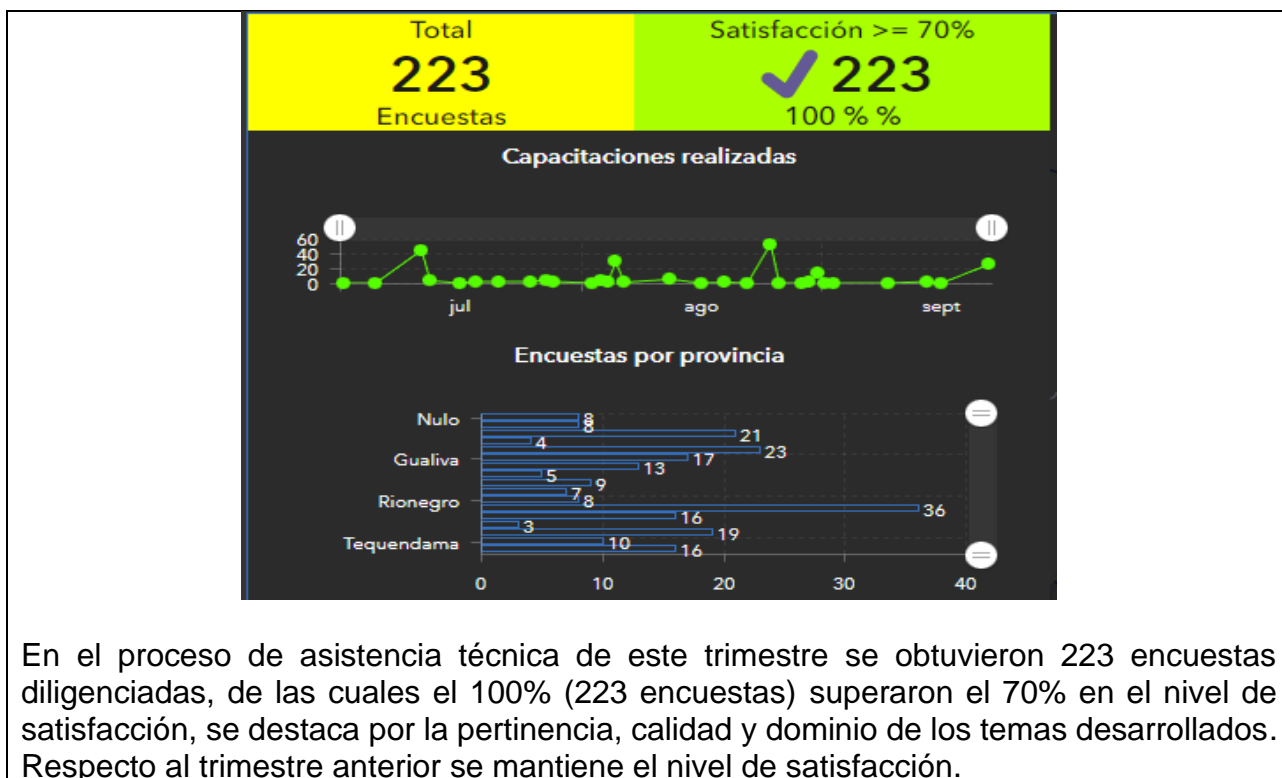 Total
223
Encuestas
Satisfacción >= 70%
223
100 % %
Capacitaciones realizadas
60
40
20
0
jul ago sept
Encuestas por provincia
Nulo
8
8
21
4
23
Gualiva
17
13
5
9
7
Rionegro
8
36
16
3
19
Tequendama
10
16
0 10 20 30 40
En el proceso de asistencia técnica de este trimestre se obtuvieron 223 encuestas
diligenciadas, de las cuales el 100% (223 encuestas) superaron el 70% en el nivel de
satisfacción, se destaca por la pertinencia, calidad y dominio de los temas desarrollados.
Respecto al trimestre anterior se mantiene el nivel de satisfacción.